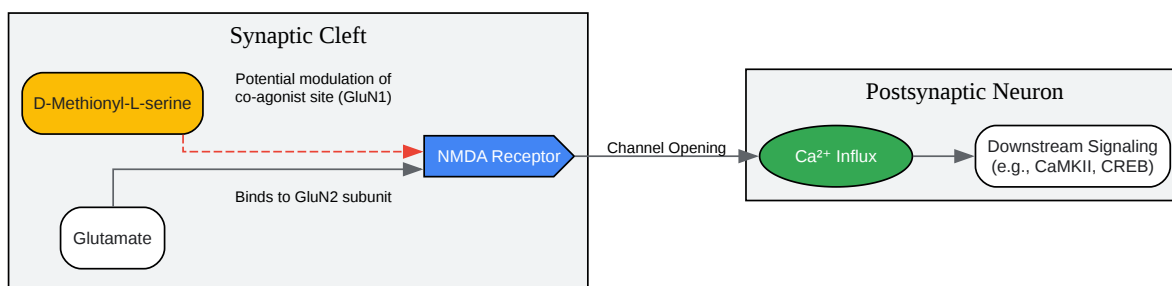 Synaptic Cleft
D-Methionyl-L-serine
Potential modulation of
co-agonist site (GluN1)
NMDA Receptor
Binds to GluN2 subunit
Glutamate
Channel Opening
Postsynaptic Neuron
Ca²⁺ Influx
Downstream Signaling
(e.g., CaMKII, CREB)